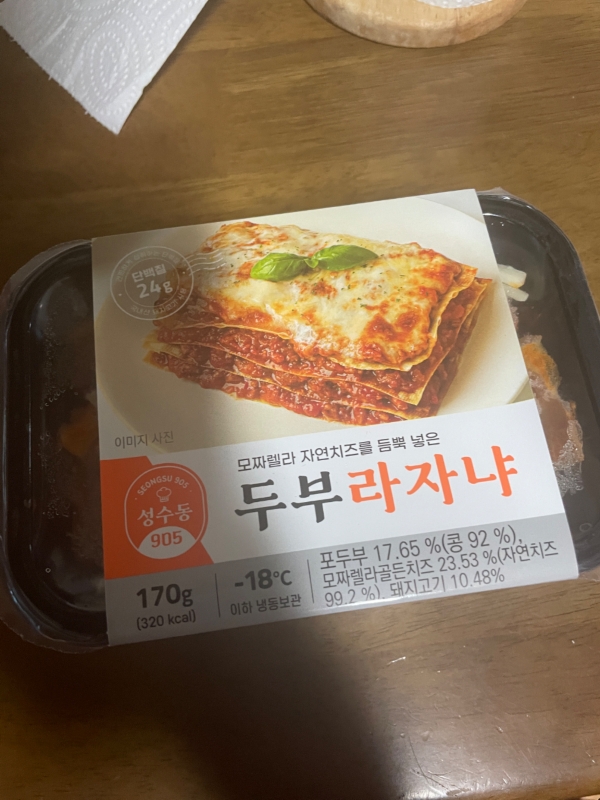 단백질
24g
이미지 사진
모짜렐라 자연치즈를 듬뿍 넣은
두부라자냐
SEONGSU 905
성수동
905
170g
(320 kcal)
-18°C
이하 냉동보관
포두부 17.65 %(콩 92 %),
모짜렐라골든치즈 23.53 %(자연치즈
99.2 %), 돼지고기 10.48%